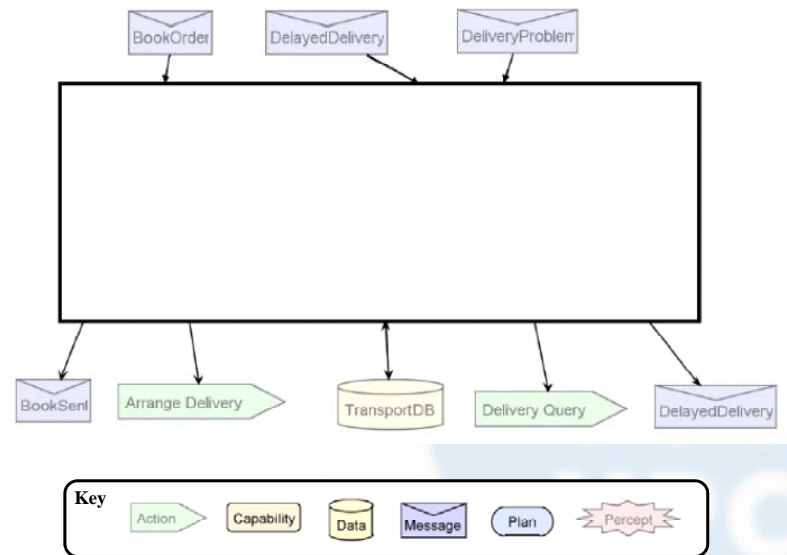 BookOrder
DelayedDelivery
DeliveryProblem
BookSent
Arrange Delivery
TransportDB
Delivery Query
DelayedDelivery
Key
Action
Capability
Data
Message
Plan
Percept